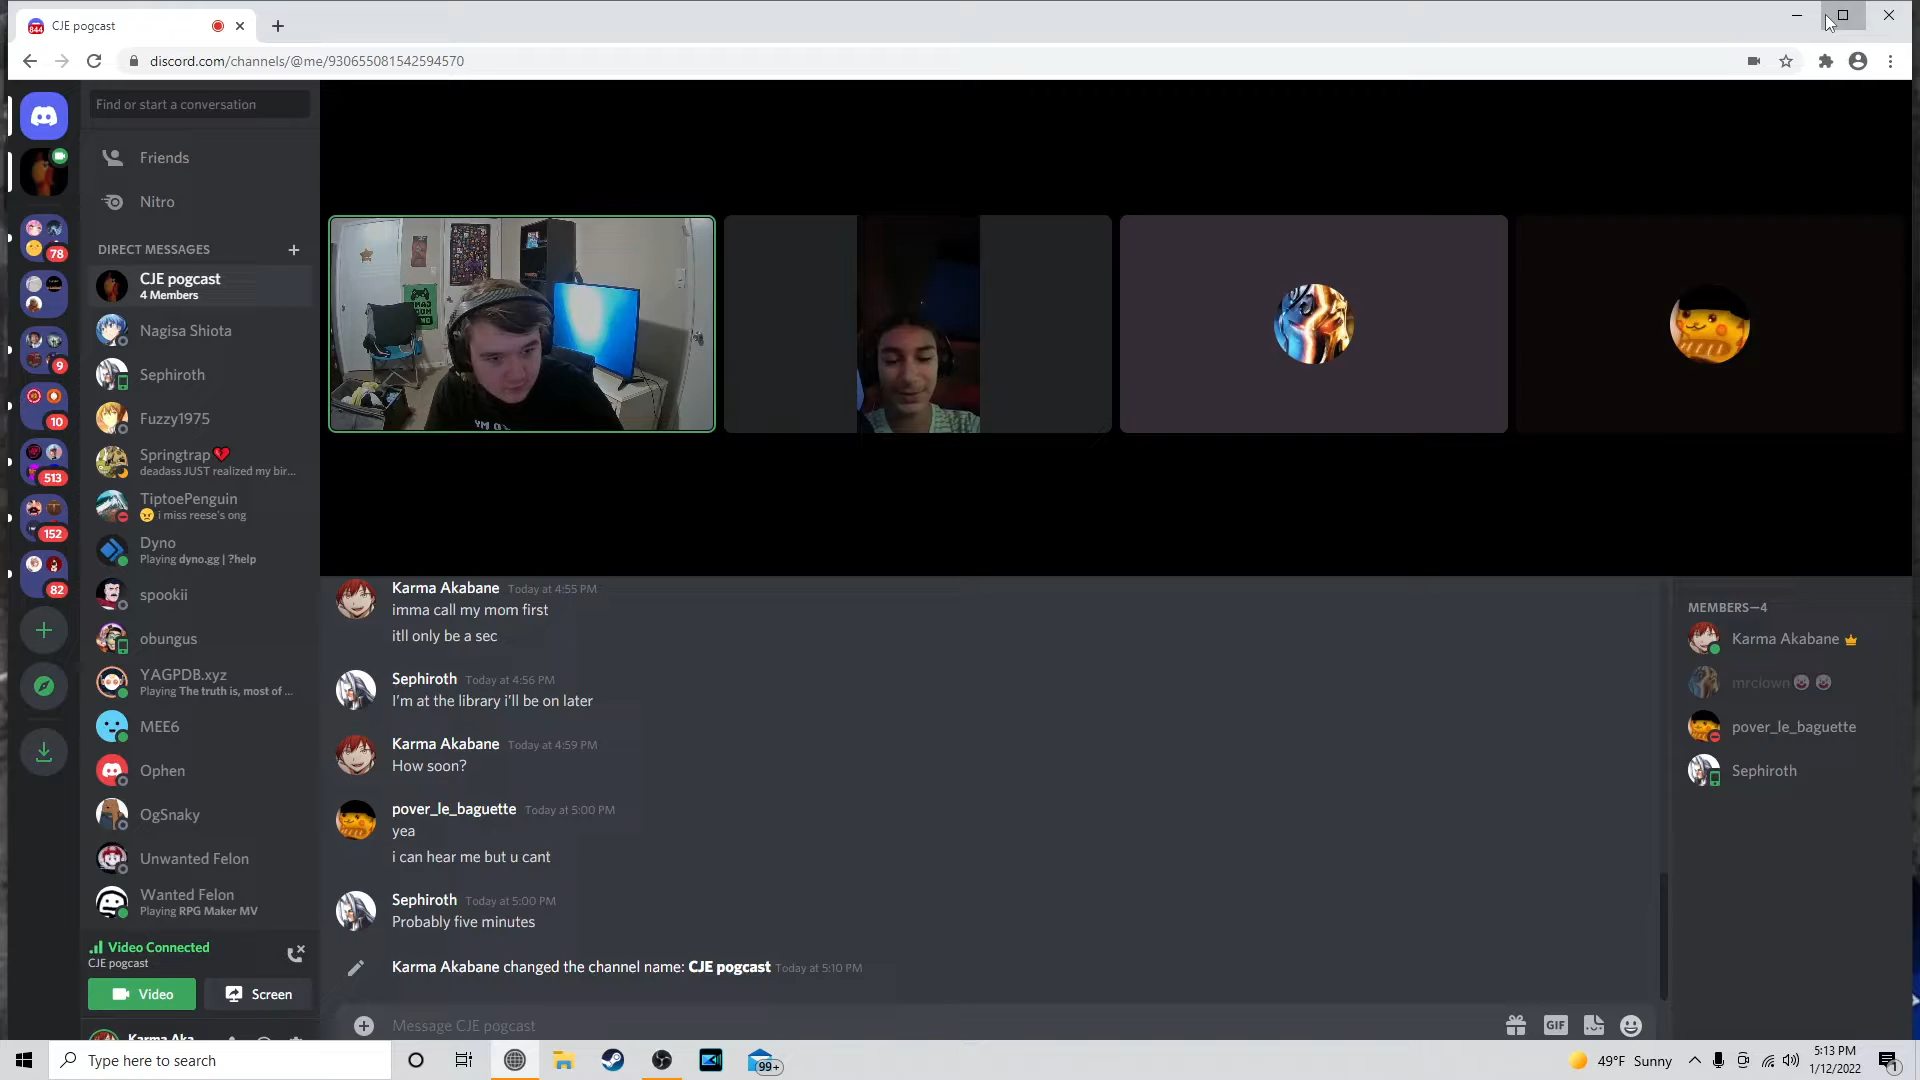 CJE pogcast
discord.com/channels/@me/930655081542594570
Find or start a conversation
Friends
Nitro
DIRECT MESSAGES
CJE pogcast
4 Members
Nagisa Shiota
Sephiroth
Fuzzy1975
Springtrap
deadass JUST realized my bir...
TiptoePenguin
i miss reese's ong
Dyno
Playing dyno.gg | ?help
spookii
obungus
YAGPDB.xyz
Playing The truth is, most of ...
MEE6
Ophen
OgSnaky
Unwanted Felon
Wanted Felon
Playing RPG Maker MV
Video Connected
CJE pogcast
Video
Screen
Karma Aka
78
9
10
513
152
82
Karma Akabane Today at 4:55 PM
imma call my mom first
itll only be a sec
Sephiroth Today at 4:56 PM
I'm at the library i'll be on later
Karma Akabane Today at 4:59 PM
How soon?
pover_le_baguette Today at 5:00 PM
yea
i can hear me but u cant
Sephiroth Today at 5:00 PM
Probably five minutes
Karma Akabane changed the channel name: CJE pogcast Today at 5:10 PM
Message CJE pogcast
GIF
MEMBERS—4
Karma Akabane
mrclown
pover_le_baguette
Sephiroth
Type here to search
99+
49°F Sunny
5:13 PM
1/12/2022
1